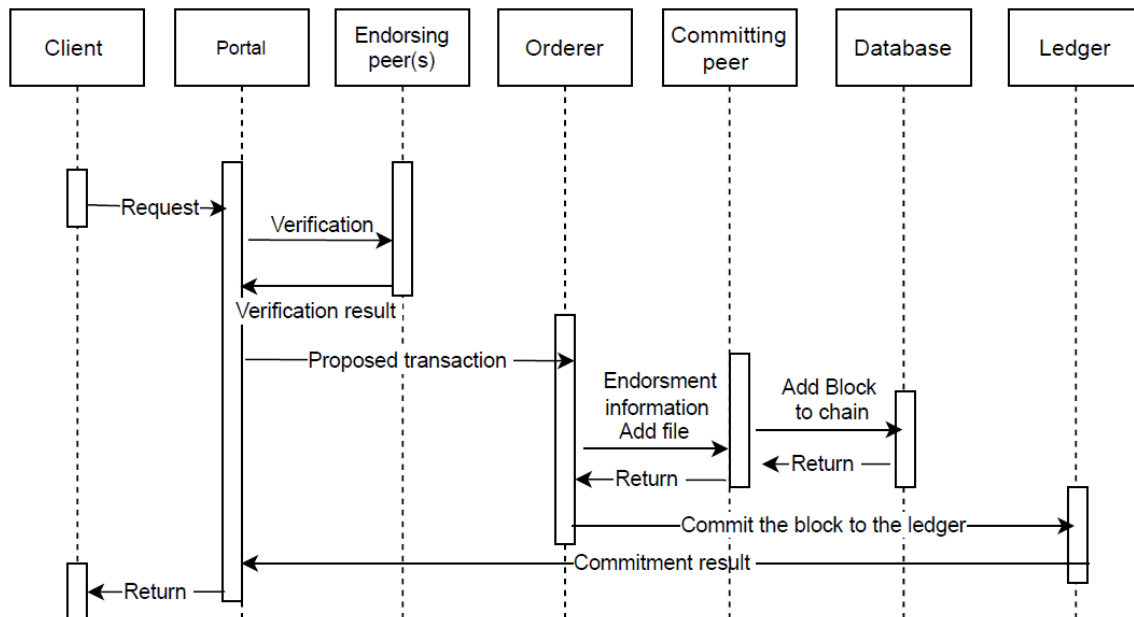 Client
Portal
Endorsing
peer(s)
Orderer
Committing
peer
Database
Ledger
Request
Verification
Verification result
Proposed transaction
Endorsment
information
Add file
Add Block
to chain
Return
Return
Commit the block to the ledger
Commitment result
Return